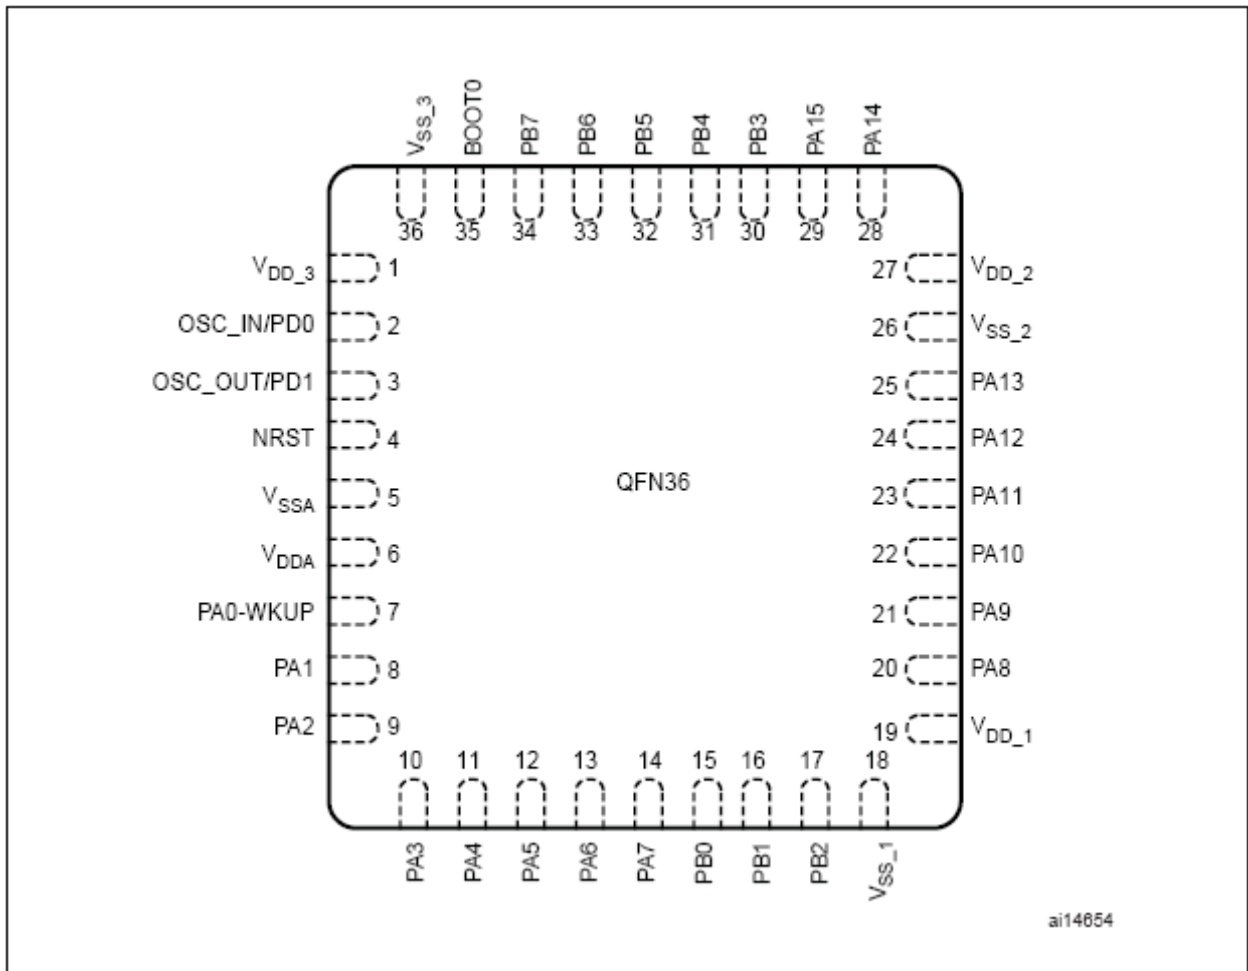 VSS_3 BOOT0 PB7 PB6 PB5 PB4 PB3 PA15 PA14
36 35 34 33 32 31 30 29 28
VDD_3 1 27 VDD_2
OSC_IN/PD0 2 26 VSS_2
OSC_OUT/PD1 3 25 PA13
NRST 4 24 PA12
QFN36
VSSA 5 23 PA11
VDDA 6 22 PA10
PA0-WKUP 7 21 PA9
PA1 8 20 PA8
PA2 9 19 VDD_1
10 11 12 13 14 15 16 17 18
PA3 PA4 PA5 PA6 PA7 PB0 PB1 PB2 VSS_1
ai14654